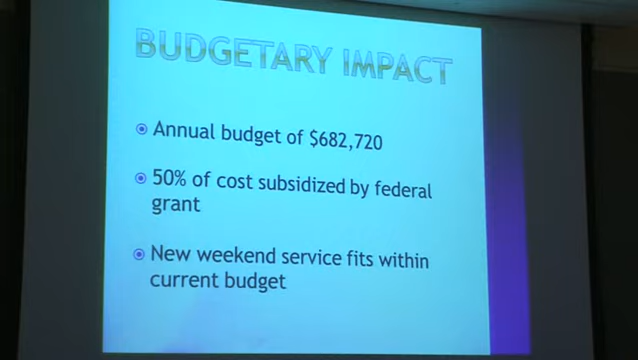 BUDGETARY IMPACT
Annual budget of $682,720
50% of cost subsidized by federal
grant
New weekend service fits within
current budget